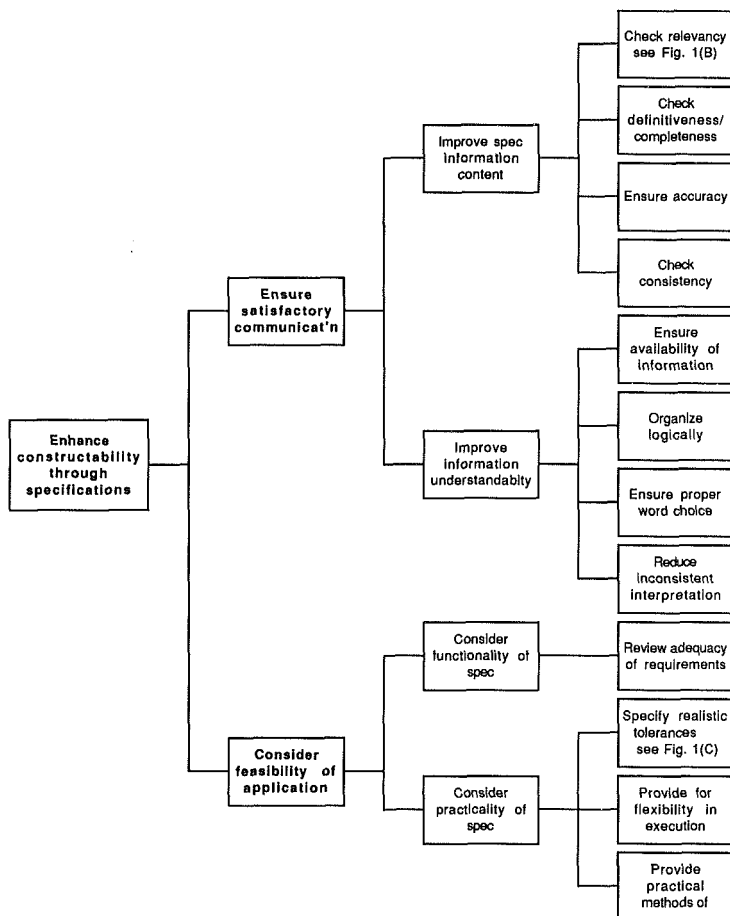 Check relevancy
see Fig. 1(B)
Check
definitiveness/
completeness
Improve spec
information
content
Ensure accuracy
Check
consistency
Ensure
satisfactory
communicat'n
Ensure
availability of
information
Organize
logically
Enhance
constructability
through
specifications
Improve
information
understandabity
Ensure proper
word choice
Reduce
inconsistent
interpretation
Consider
functionality of
spec
Review adequacy
of requirements
Specify realistic
tolerances
see Fig. 1(C)
Consider
feasibility of
application
Consider
practicality of
spec
Provide for
flexibility in
execution
Provide
practical
methods of